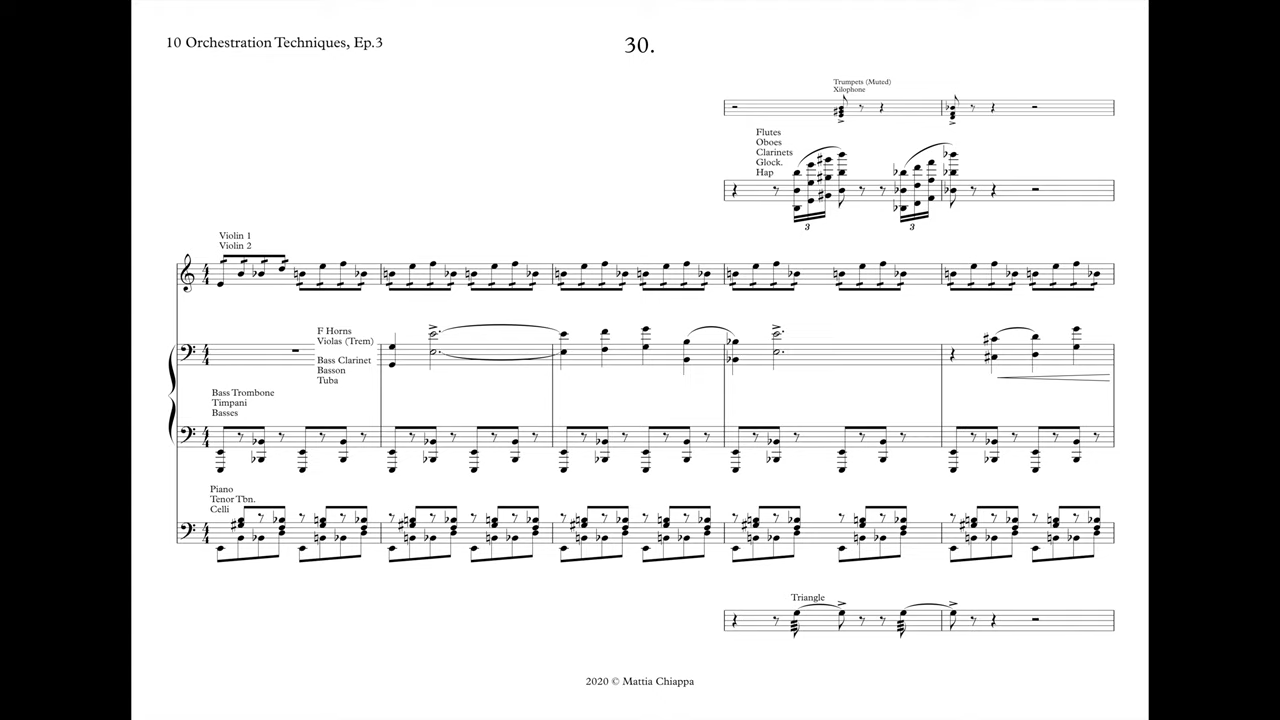 10 Orchestration Techniques, Ep.3
30.
Trumpets (Muted)
Xilophone
Flutes
Oboes
Clarinets
Glock.
Hap
3
3
Violin 1
Violin 2
F Horns
Violas (Trem)
Bass Clarinet
Basson
Tuba
Bass Trombone
Timpani
Basses
Piano
Tenor Tbn.
Celli
Triangle
2020 © Mattia Chiappa